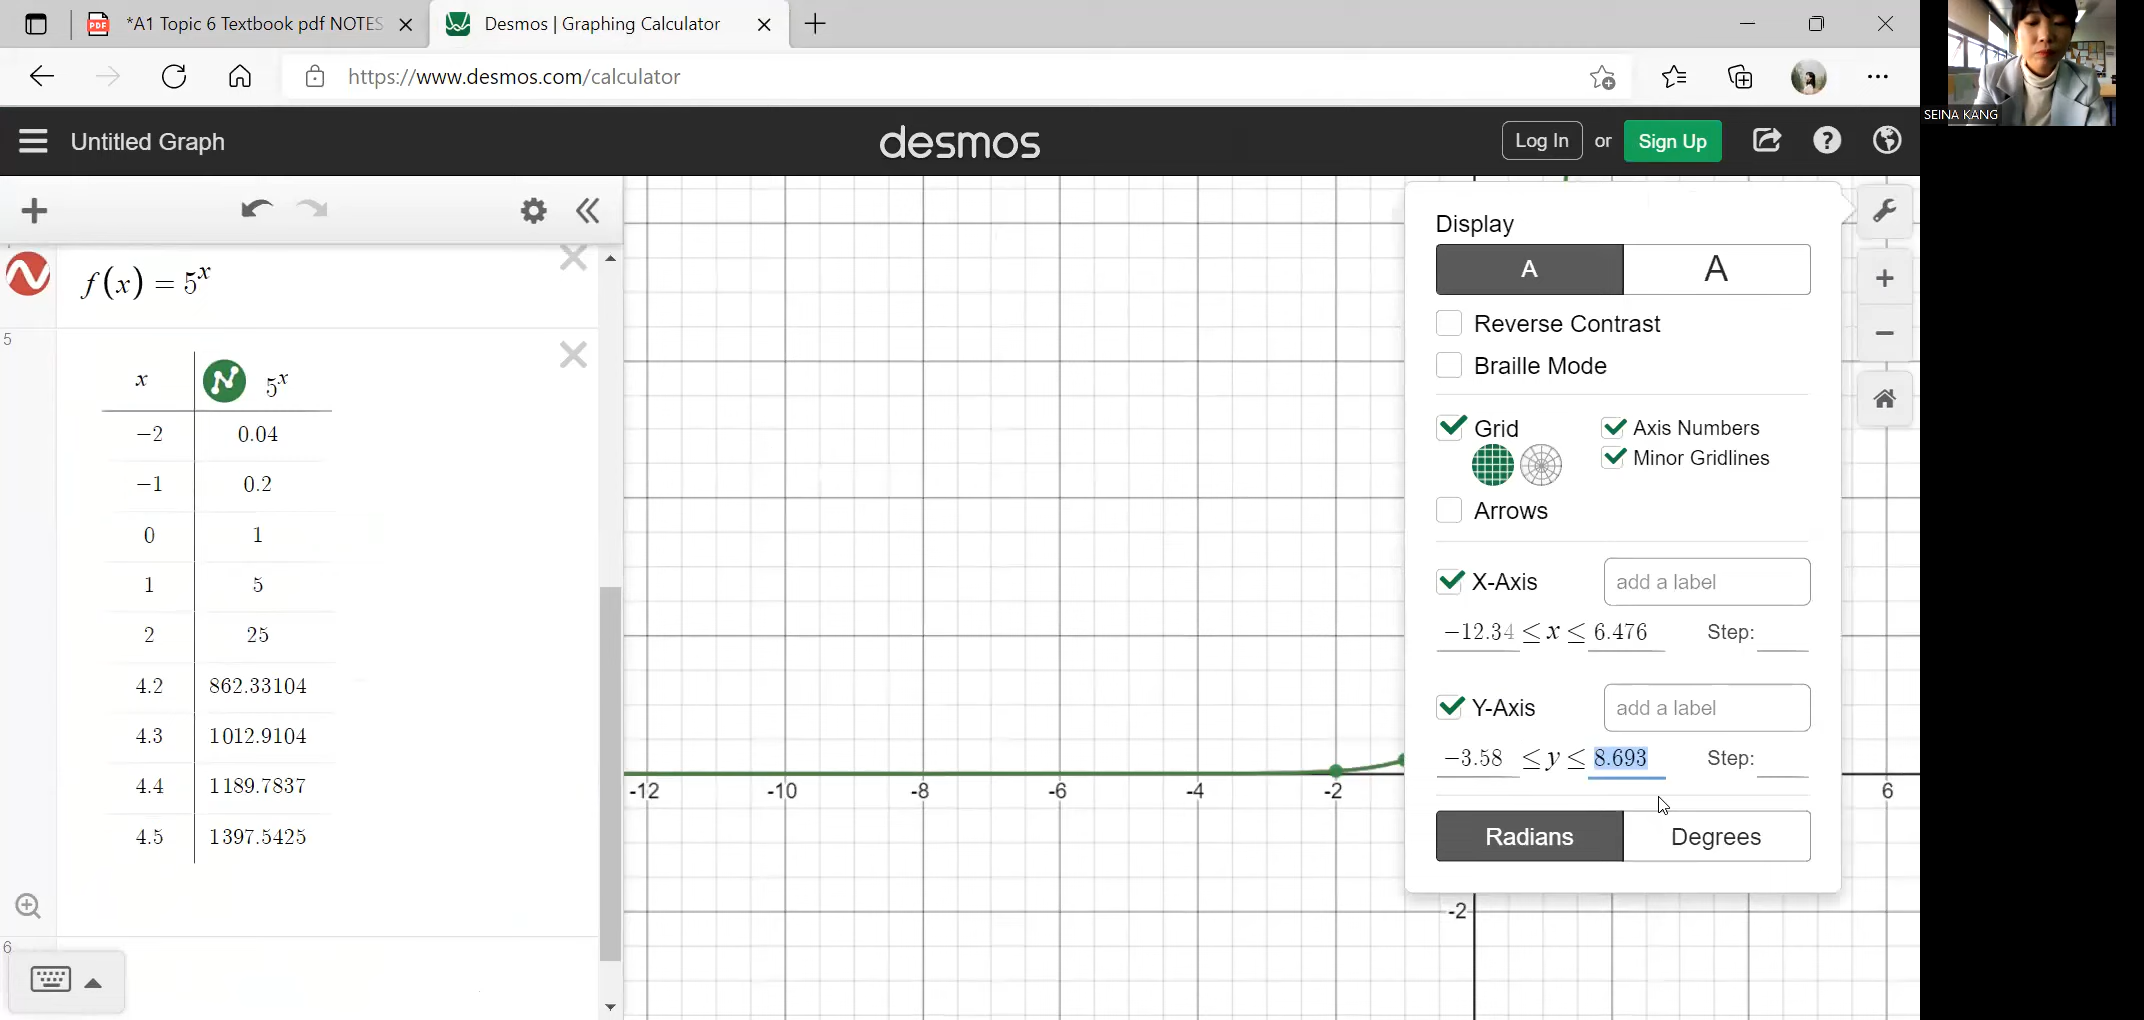 *A1 Topic 6 Textbook pdf NOTES
Desmos | Graphing Calculator
https://www.desmos.com/calculator
SEINA KANG
Untitled Graph
desmos
Log In or Sign Up
f(x) = 5^x
5
x 5^x
-2 0.04
-1 0.2
0 1
1 5
2 25
4.2 862.33104
4.3 1012.9104
4.4 1189.7837
4.5 1397.5425
6
-12 -10 -8 -6 -4 -2 6
-2
Display
A A
Reverse Contrast
Braille Mode
Grid
Axis Numbers
Minor Gridlines
Arrows
X-Axis add a label
-12.34 ≤ x ≤ 6.476 Step:
Y-Axis add a label
-3.58 ≤ y ≤ 8.693 Step:
Radians Degrees